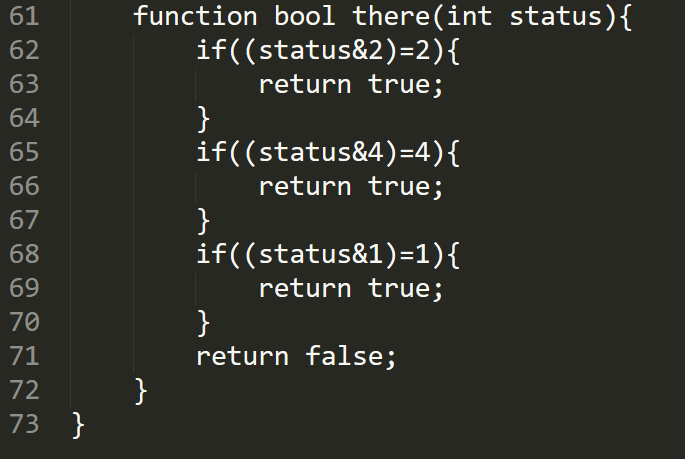 61 function bool there(int status){
62 if((status&2)=2){
63 return true;
64 }
65 if((status&4)=4){
66 return true;
67 }
68 if((status&1)=1){
69 return true;
70 }
71 return false;
72 }
73 }